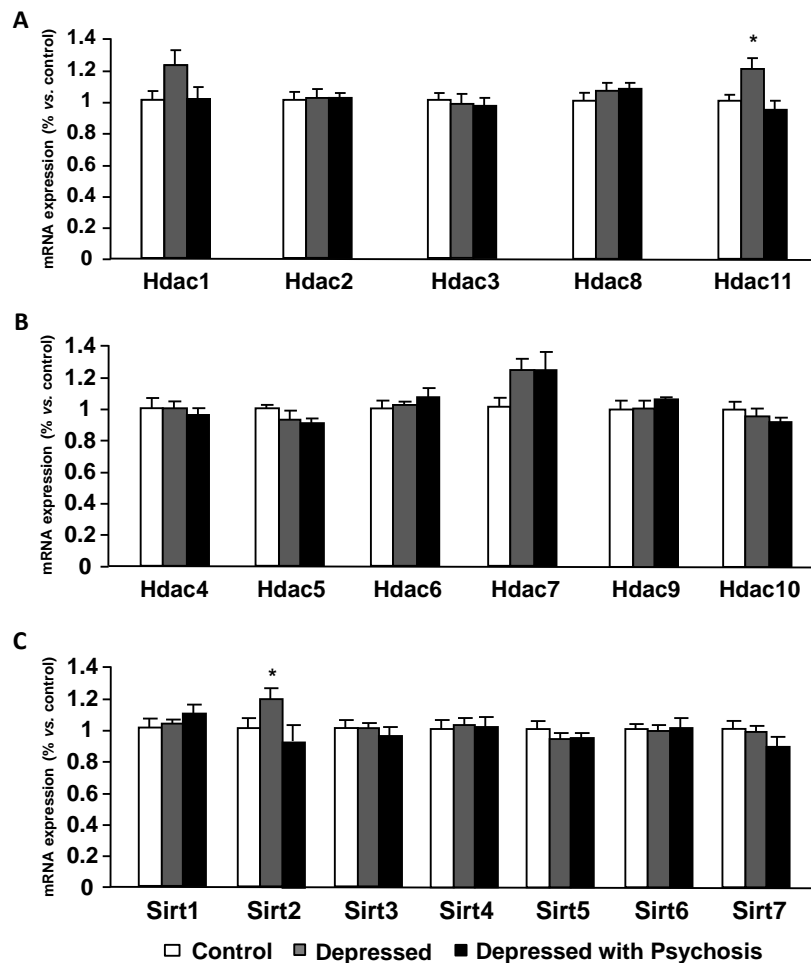 A
mRNA expression (% vs. control)
1.4
1.2
1
0.8
0.6
0.4
0.2
0
*
Hdac1 Hdac2 Hdac3 Hdac8 Hdac11
B
mRNA expression (% vs. control)
1.4
1.2
1
0.8
0.6
0.4
0.2
0
Hdac4 Hdac5 Hdac6 Hdac7 Hdac9 Hdac10
C
mRNA expression (% vs. control)
1.4
1.2
1
0.8
0.6
0.4
0.2
0
*
Sirt1 Sirt2 Sirt3 Sirt4 Sirt5 Sirt6 Sirt7
Control Depressed Depressed with Psychosis